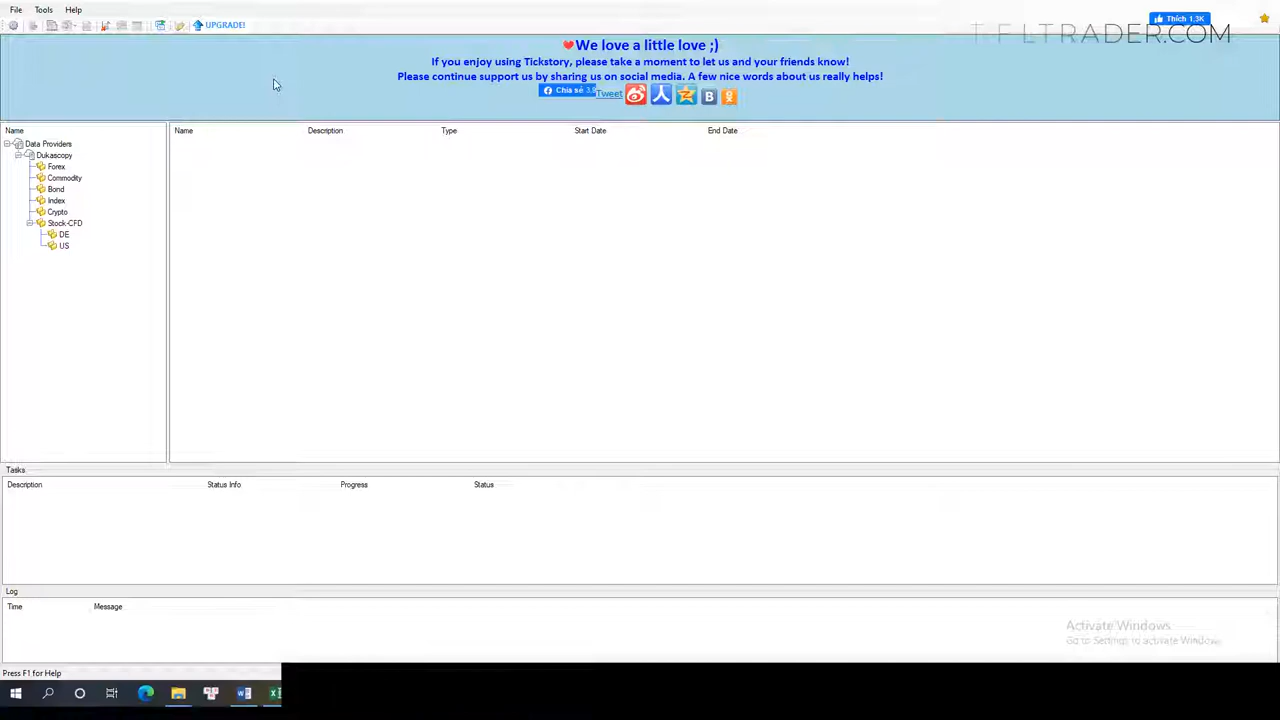 File Tools Help
UPGRADE!
Thích 1,3K
We love a little love ;)
If you enjoy using Tickstory, please take a moment to let us and your friends know!
Please continue support us by sharing us on social media. A few nice words about us really helps!
Chia sẻ Tweet
Name
Data Providers
Dukascopy
Forex
Commodity
Bond
Index
Crypto
Stock-CFD
DE
US
Name Description Type Start Date End Date
Tasks
Description Status Info Progress Status
Log
Time Message
Activate Windows
Go to Settings to activate Windows.
Press F1 for Help